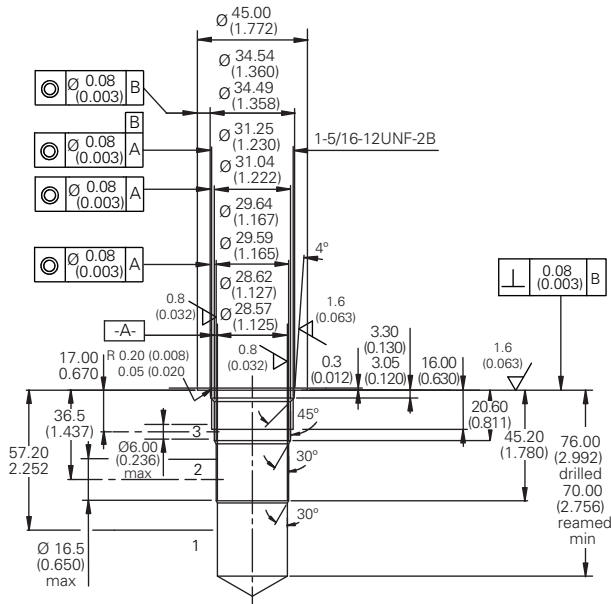 Ø 45.00
(1.772)
Ø 34.54
(1.360)
Ø 34.49
(1.358)
Ø 0.08
(0.003) B
B
Ø 31.25
(1.230)
1-5/16-12UNF-2B
Ø 0.08
(0.003) A
Ø 31.04
(1.222)
Ø 0.08
(0.003) A
Ø 29.64
(1.167)
Ø 29.59
(1.165)
4°
Ø 0.08
(0.003) A
0.08
(0.003) B
Ø 28.62
(1.127)
0.8
(0.032)
1.6
(0.063)
Ø 28.57
(1.125)
-A-
17.00
0.670
R 0.20 (0.008)
0.05 (0.020
0.8
(0.032)
0.3
(0.012)
3.30
(0.130)
3.05
(0.120)
16.00
(0.630)
1.6
(0.063)
36.5
(1.437)
Ø6.00
(0.236)
max
3
45°
20.60
(0.811)
57.20
2.252
2
30°
45.20
(1.780)
76.00
(2.992)
drilled
70.00
(2.756)
reamed
min
30°
1
Ø 16.5
(0.650)
max